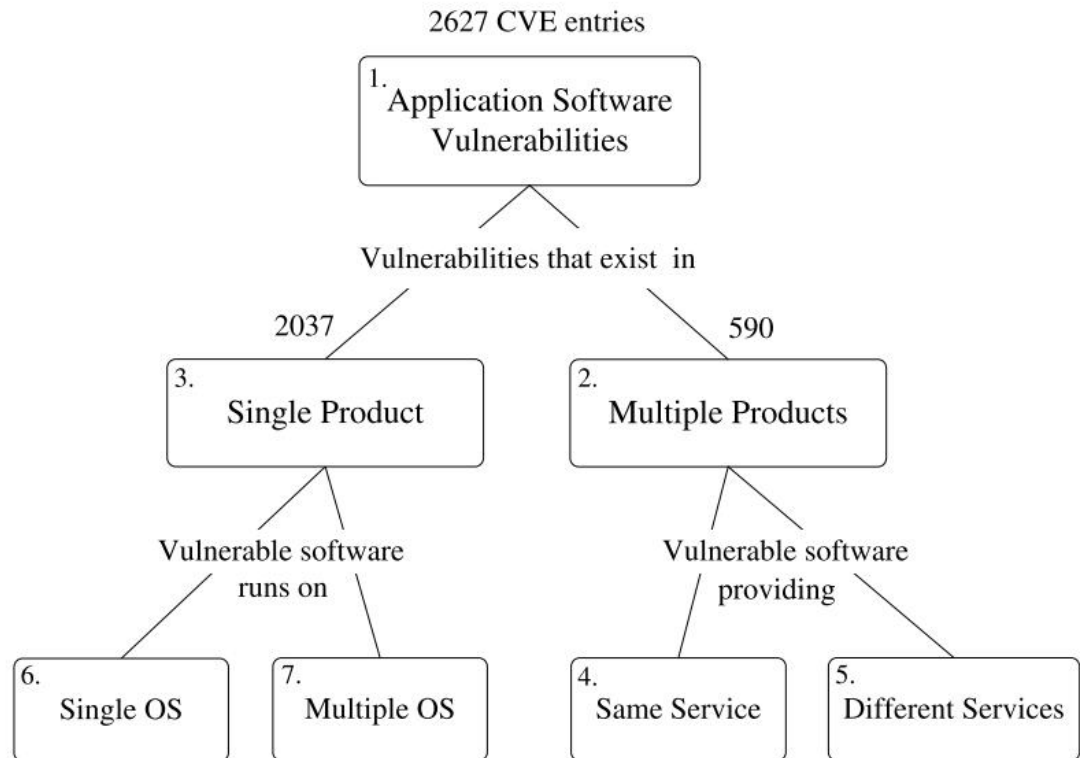 2627 CVE entries
1.
Application Software
Vulnerabilities
Vulnerabilities that exist in
2037
590
3.
Single Product
2.
Multiple Products
Vulnerable software
runs on
Vulnerable software
providing
6.
Single OS
7.
Multiple OS
4.
Same Service
5.
Different Services